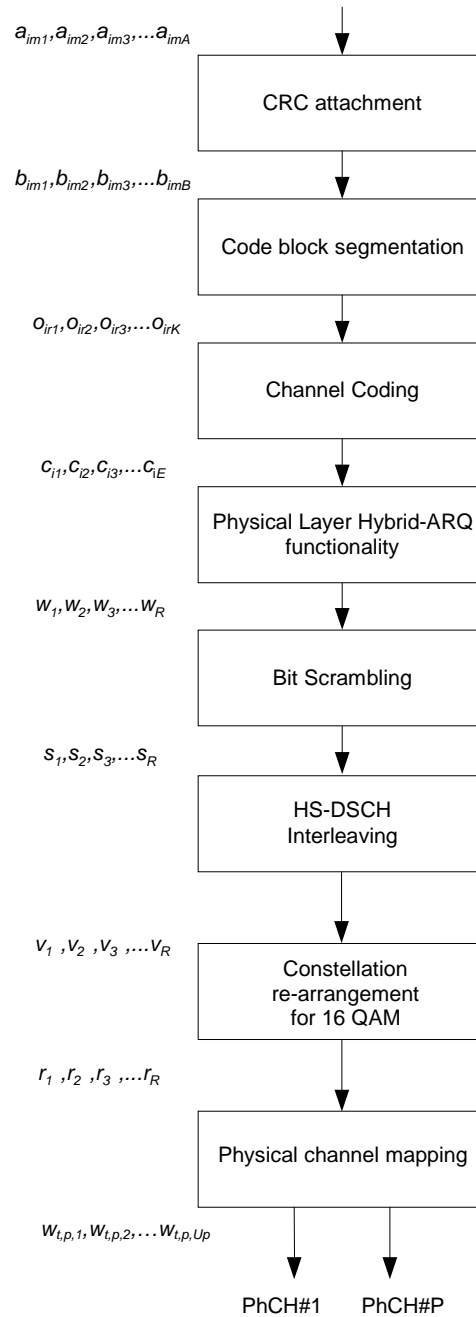 a_im1,a_im2,a_im3,...a_imA
CRC attachment
b_im1,b_im2,b_im3,...b_imB
Code block segmentation
o_ir1,o_ir2,o_ir3,...o_irK
Channel Coding
c_i1,c_i2,c_i3,...c_iE
Physical Layer Hybrid-ARQ
functionality
w_1,w_2,w_3,...w_R
Bit Scrambling
s_1,s_2,s_3,...s_R
HS-DSCH
Interleaving
v_1 ,v_2 ,v_3 ,...v_R
Constellation
re-arrangement
for 16 QAM
r_1 ,r_2 ,r_3 ,...r_R
Physical channel mapping
w_t,p,1,w_t,p,2,...w_t,p,Up
PhCH#1 PhCH#P